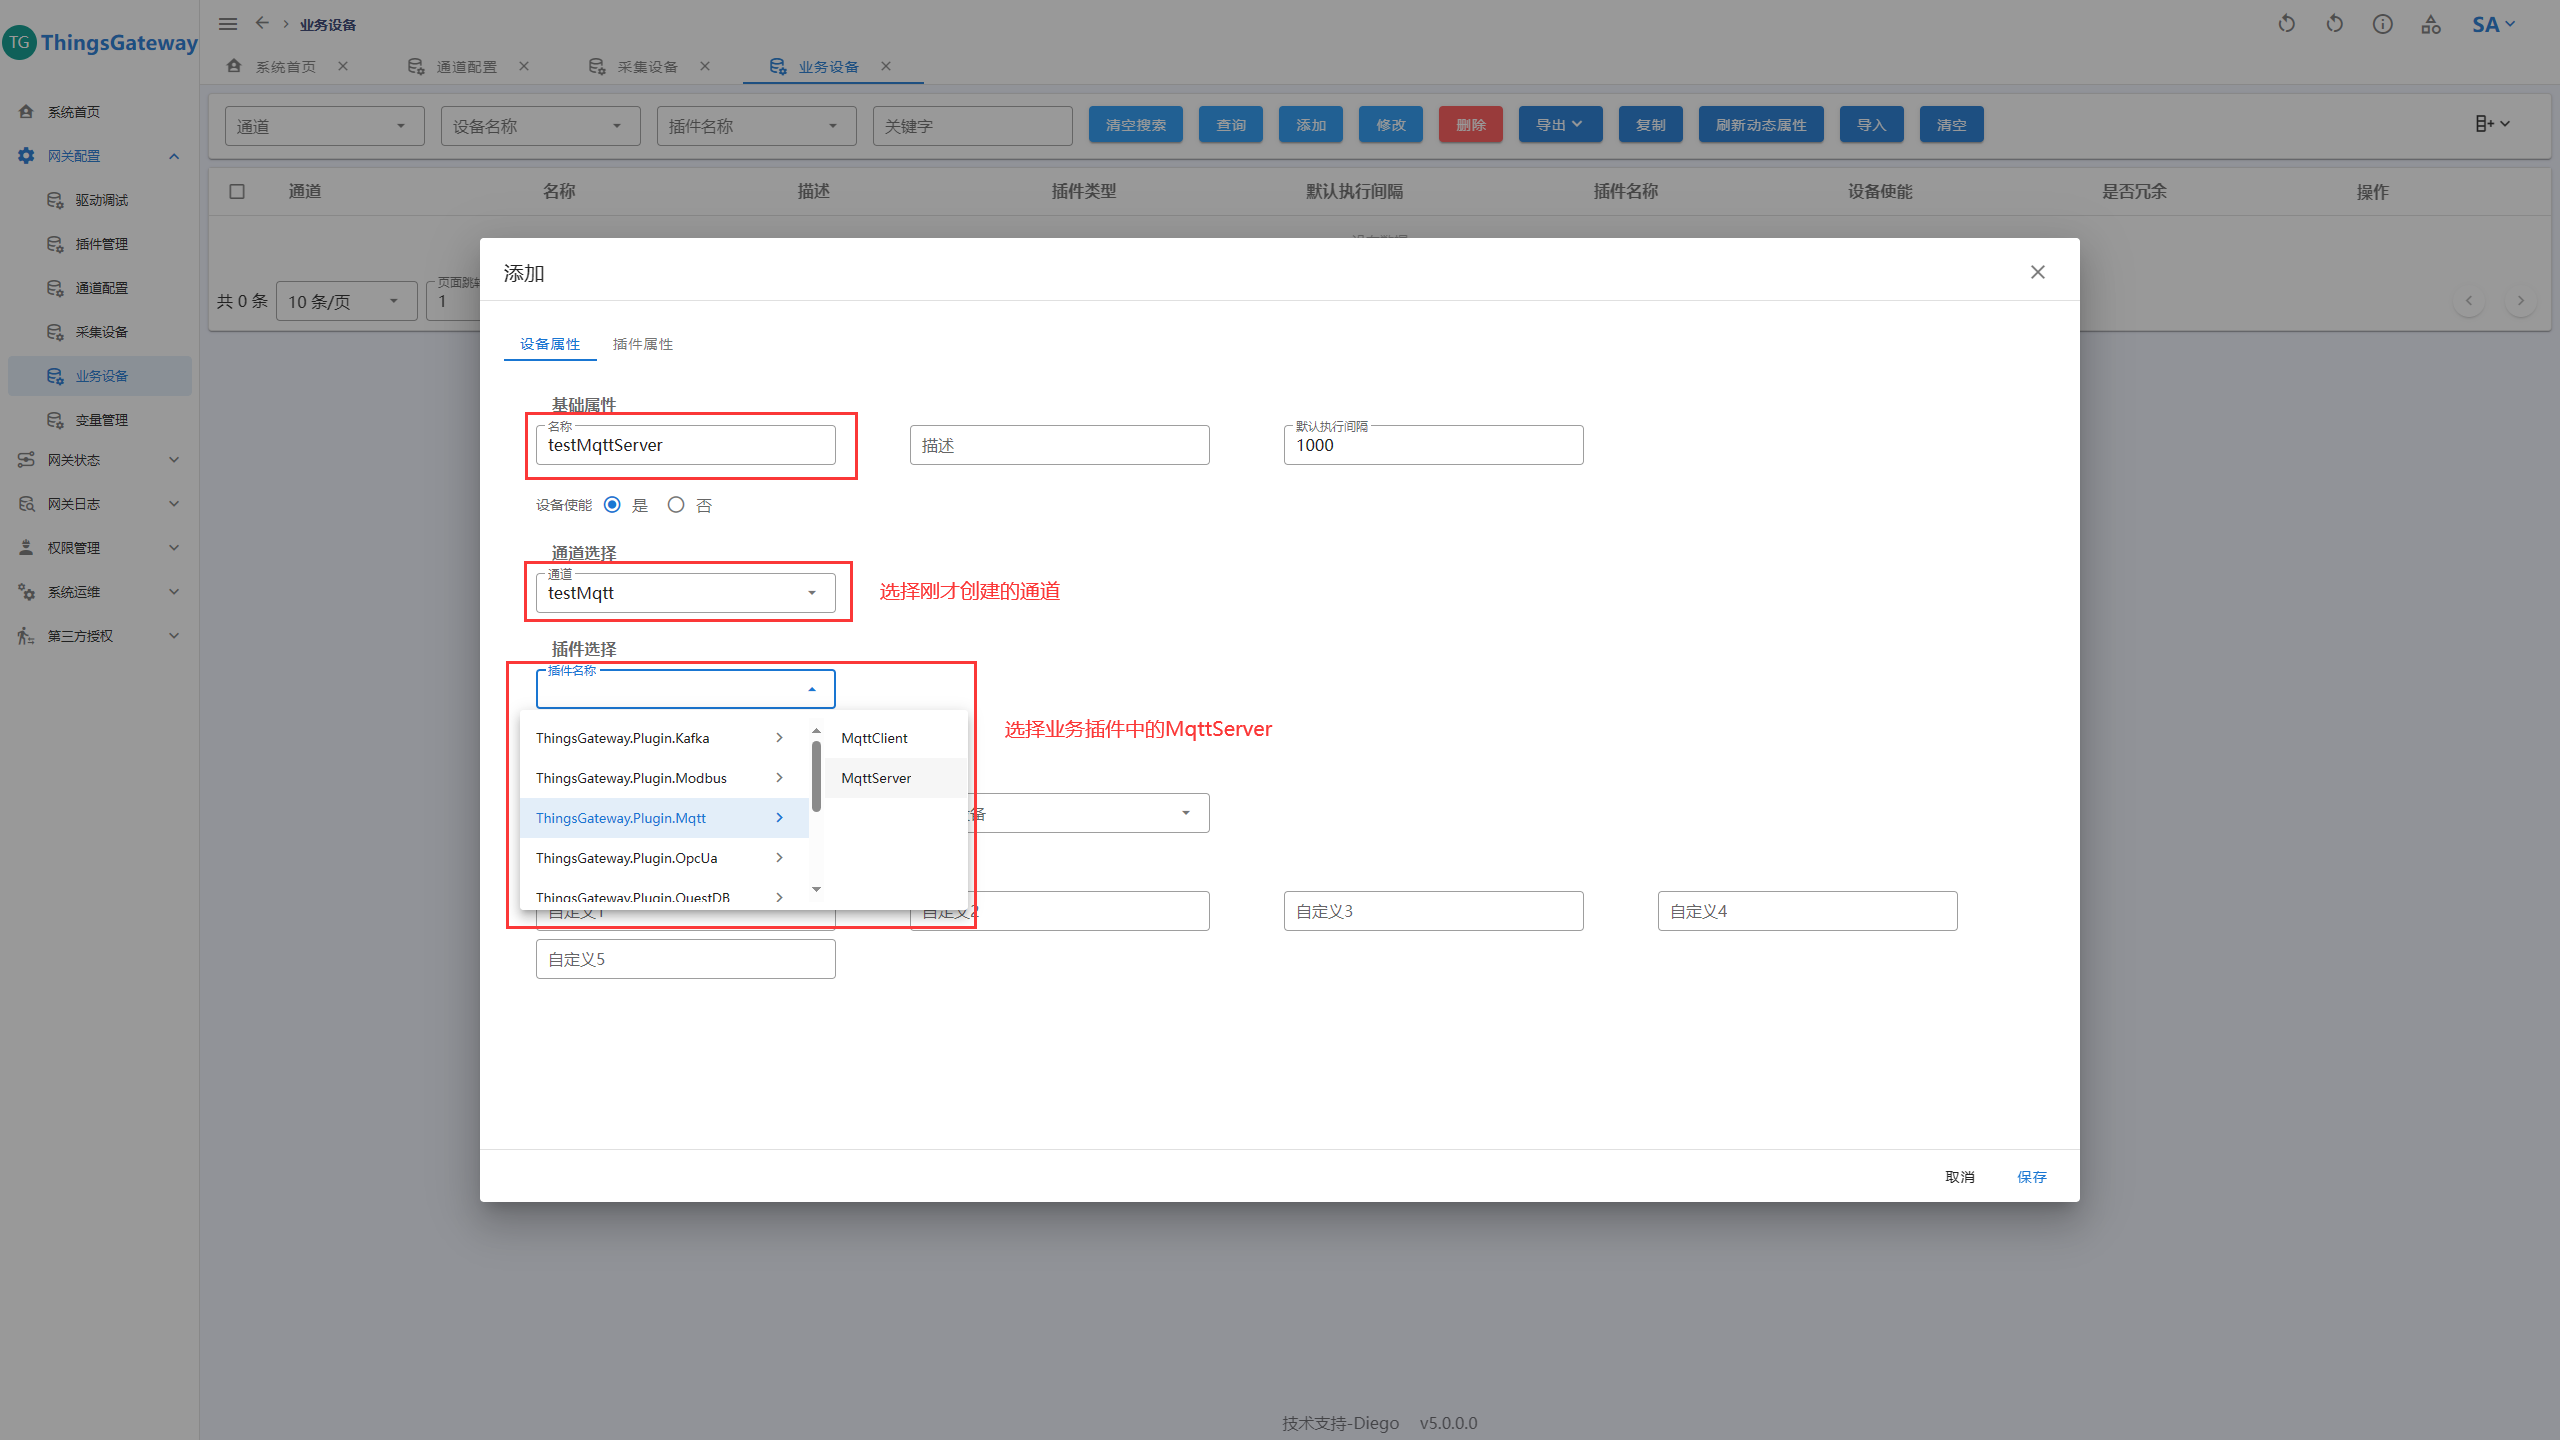 TG ThingsGateway
业务设备
SA
系统首页
通道配置
采集设备
业务设备
系统首页
网关配置
驱动调试
插件管理
通道配置
采集设备
业务设备
变量管理
网关状态
网关日志
权限管理
系统运维
第三方授权
通道
设备名称
插件名称
关键字
清空搜索
查询
添加
修改
删除
导出
复制
刷新动态属性
导入
清空
通道
名称
描述
插件类型
默认执行间隔
插件名称
设备使能
是否冗余
操作
共 0 条
10 条/页
页面跳
1
添加
设备属性
插件属性
基础属性
名称
testMqttServer
描述
默认执行间隔
1000
设备使能
是
否
通道选择
通道
testMqtt
选择刚才创建的通道
插件选择
插件名称
选择业务插件中的MqttServer
ThingsGateway.Plugin.Kafka
ThingsGateway.Plugin.Modbus
ThingsGateway.Plugin.Mqtt
ThingsGateway.Plugin.OpcUa
ThingsGateway.Plugin.QuestDB
MqttClient
MqttServer
备
自定义1
自定义2
自定义3
自定义4
自定义5
取消
保存
技术支持-Diego
v5.0.0.0